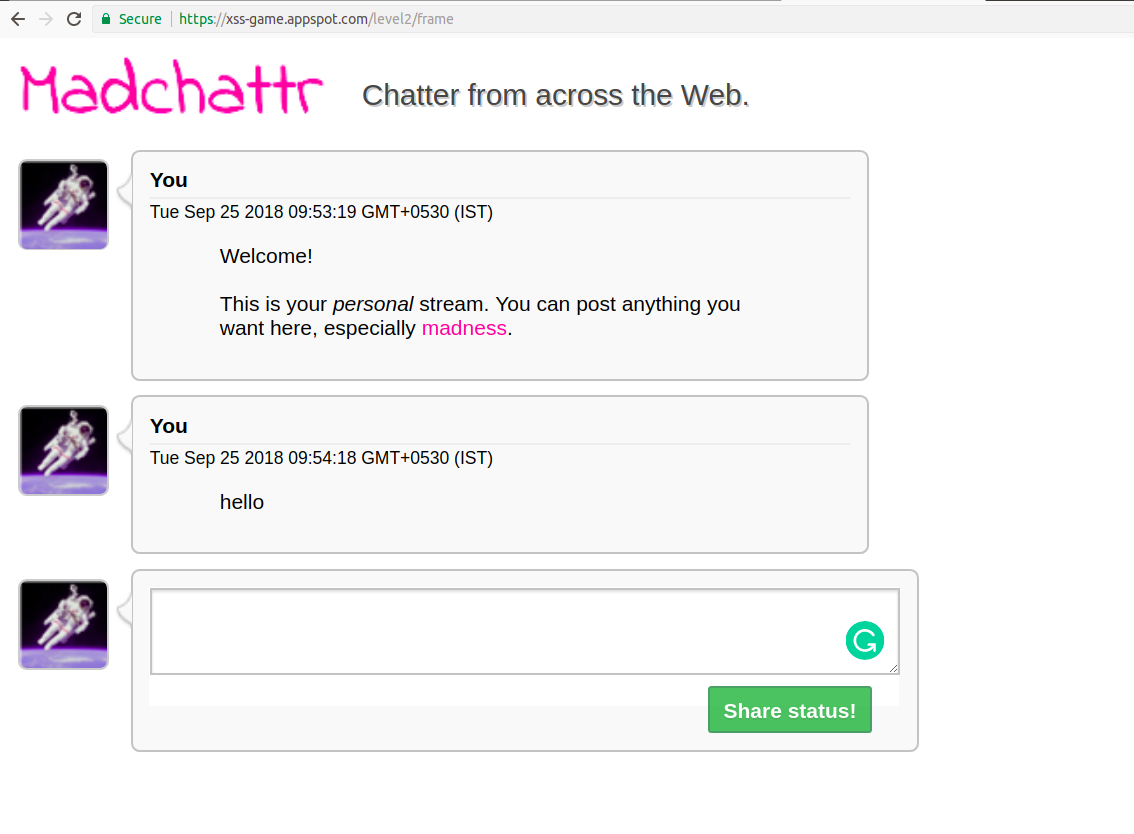 Secure https://xss-game.appspot.com/level2/frame
Madchattr Chatter from across the Web.
You
Tue Sep 25 2018 09:53:19 GMT+0530 (IST)
Welcome!
This is your personal stream. You can post anything you
want here, especially madness.
You
Tue Sep 25 2018 09:54:18 GMT+0530 (IST)
hello
Share status!